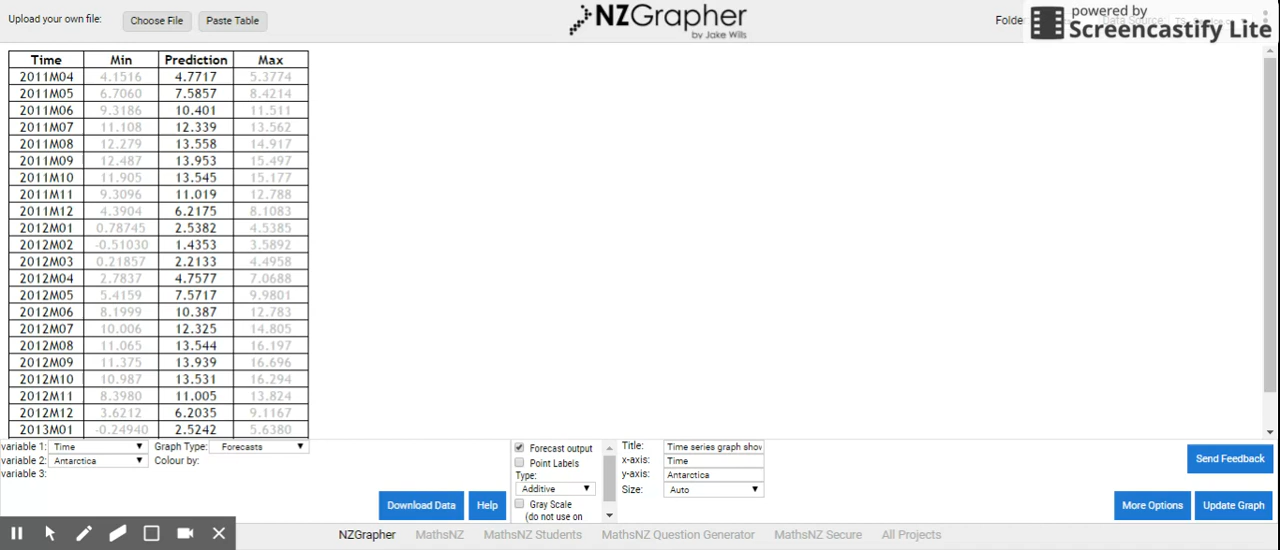 Upload your own file: Choose File Paste Table NZGrapher Folder
by Jake Wills
powered by
Screencastify Lite
Time Min Prediction Max
2011M04 4.1516 4.7717 5.3774
2011M05 6.7060 7.5857 8.4214
2011M06 9.3186 10.401 11.511
2011M07 11.108 12.339 13.562
2011M08 12.279 13.558 14.917
2011M09 12.487 13.953 15.497
2011M10 11.905 13.545 15.177
2011M11 9.3096 11.019 12.788
2011M12 4.3904 6.2175 8.1083
2012M01 0.78745 2.5382 4.5385
2012M02 -0.51030 1.4353 3.5892
2012M03 0.21857 2.2133 4.4958
2012M04 2.7837 4.7577 7.0688
2012M05 5.4159 7.5717 9.9801
2012M06 8.1999 10.387 12.783
2012M07 10.006 12.325 14.805
2012M08 11.065 13.544 16.197
2012M09 11.375 13.939 16.696
2012M10 10.987 13.531 16.294
2012M11 8.3980 11.005 13.824
2012M12 3.6212 6.2035 9.1167
2013M01 -0.24940 2.5242 5.6380
variable 1: Time Graph Type: Forecasts
variable 2: Antarctica Colour by:
variable 3:
Download Data Help
Forecast output
Point Labels
Type:
Additive
Gray Scale
(do not use on
Title: Time series graph show
x-axis: Time
y-axis: Antarctica
Size: Auto
Send Feedback
More Options Update Graph
NZGrapher MathsNZ MathsNZ Students MathsNZ Question Generator MathsNZ Secure All Projects